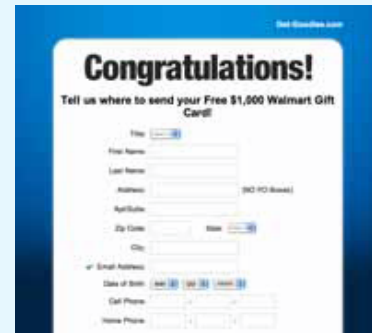 Get-Goodies.com
Congratulations!
Tell us where to send your Free $1,000 Walmart Gift
Card!
Title:
First Name:
Last Name:
Address: (NO PO Boxes)
Apt/Suite:
Zip Code: State:
City:
Email Address:
Date of Birth:
Cell Phone: - -
Home Phone: - -